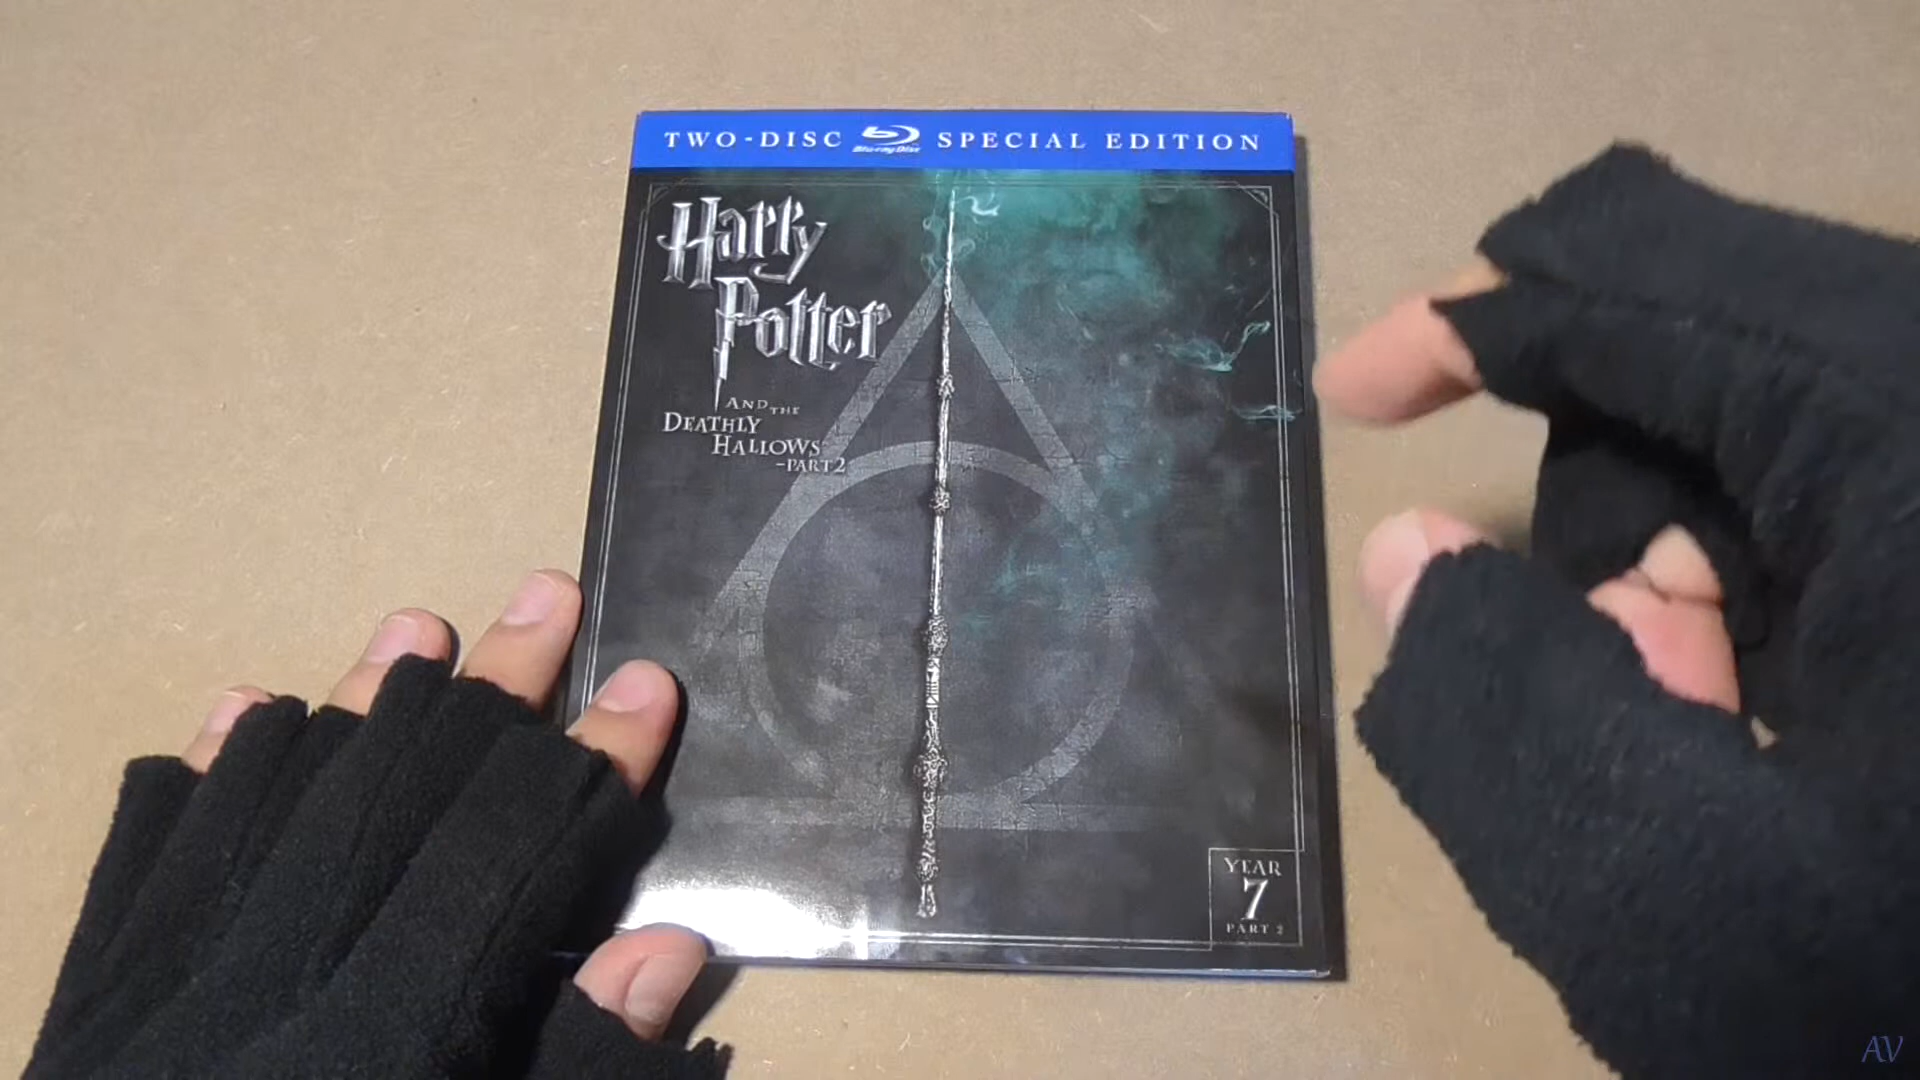 TWO-DISC Blu-ray Disc SPECIAL EDITION
Harry
Potter
AND THE
DEATHLY
HALLOWS
-PART 2
YEAR
7
PART 2
AV